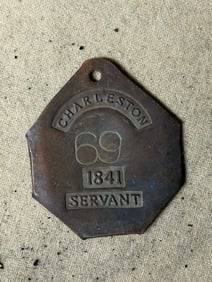 CHARLESTON
69
1841
SERVANT